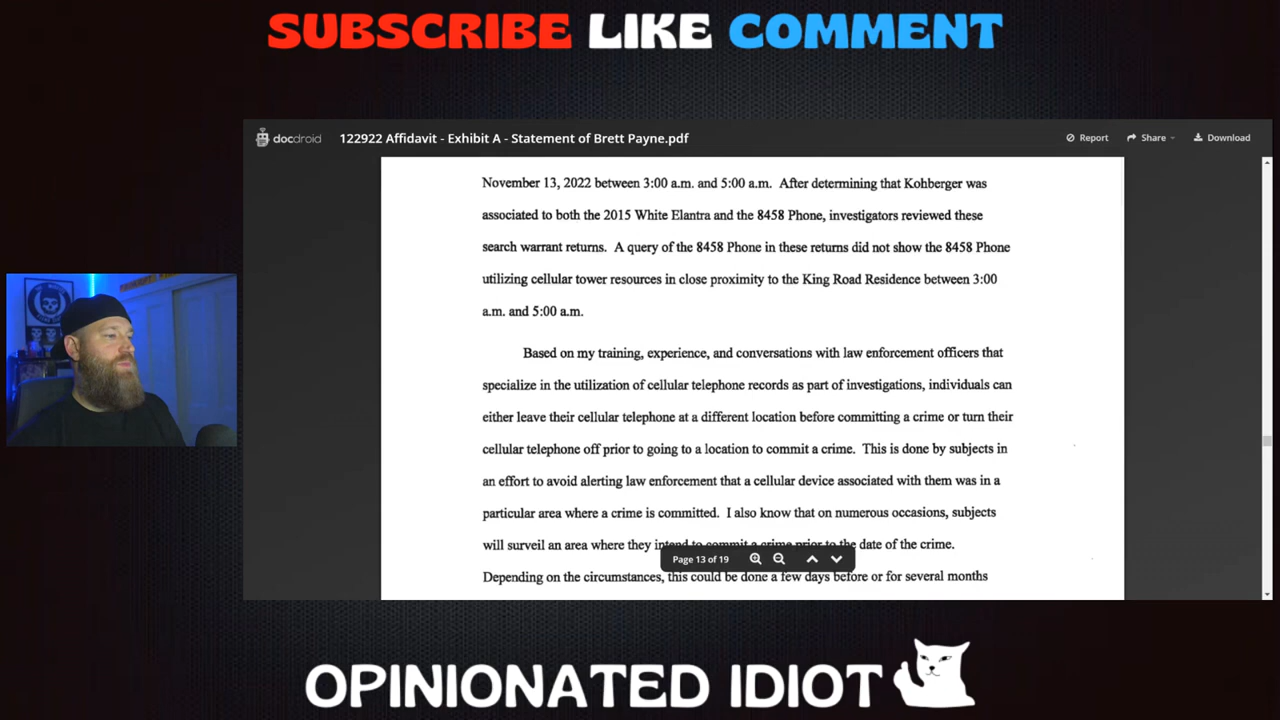 SUBSCRIBE LIKE COMMENT
docdroid
122922 Affidavit - Exhibit A - Statement of Brett Payne.pdf
Report
Share
Download
November 13, 2022 between 3:00 a.m. and 5:00 a.m. After determining that Kohberger was
associated to both the 2015 White Elantra and the 8458 Phone, investigators reviewed these
search warrant returns. A query of the 8458 Phone in these returns did not show the 8458 Phone
utilizing cellular tower resources in close proximity to the King Road Residence between 3:00
a.m. and 5:00 a.m.
Based on my training, experience, and conversations with law enforcement officers that
specialize in the utilization of cellular telephone records as part of investigations, individuals can
either leave their cellular telephone at a different location before committing a crime or turn their
cellular telephone off prior to going to a location to commit a crime. This is done by subjects in
an effort to avoid alerting law enforcement that a cellular device associated with them was in a
particular area where a crime is committed. I also know that on numerous occasions, subjects
will surveil an area where they intend to commit a crime prior to the date of the crime.
Page 13 of 19
Depending on the circumstances, this could be done a few days before or for several months
OPINIONATED IDIOT